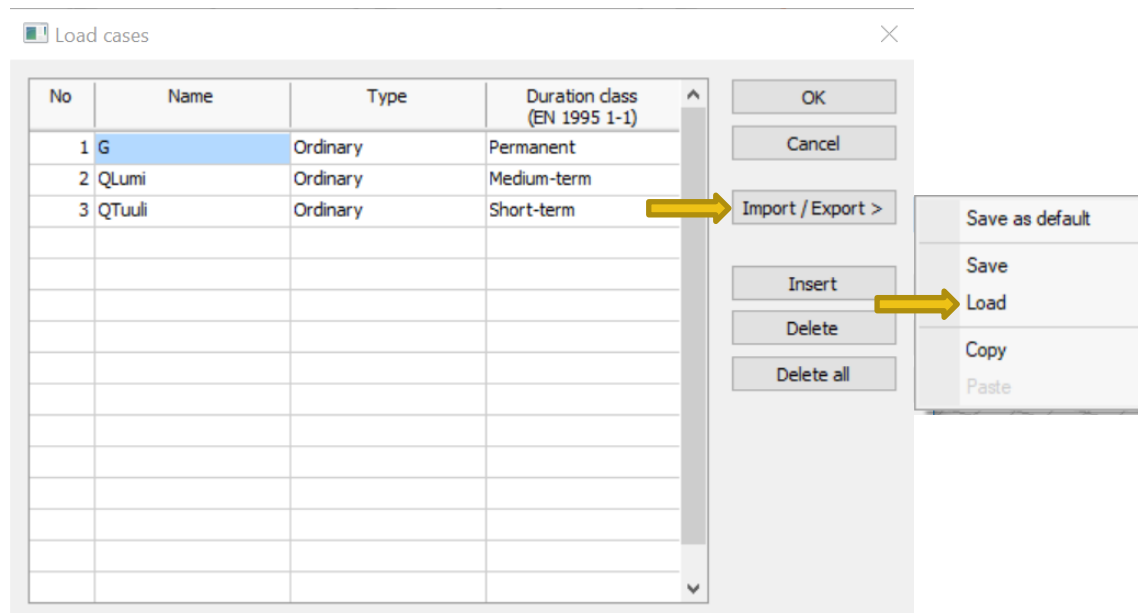 Load cases
No Name Type Duration class
(EN 1995 1-1)
1 G Ordinary Permanent
2 QLumi Ordinary Medium-term
3 QTuuli Ordinary Short-term
OK
Cancel
Import / Export >
Insert
Delete
Delete all
Save as default
Save
Load
Copy
Paste